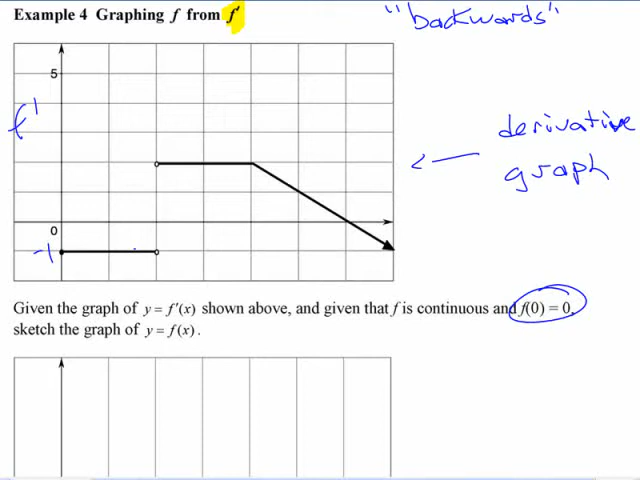 Example 4 Graphing f from f'
"backwards"
5
f'
derivative
graph
0
-1
Given the graph of y = f'(x) shown above, and given that f is continuous and f(0) = 0,
sketch the graph of y = f(x).